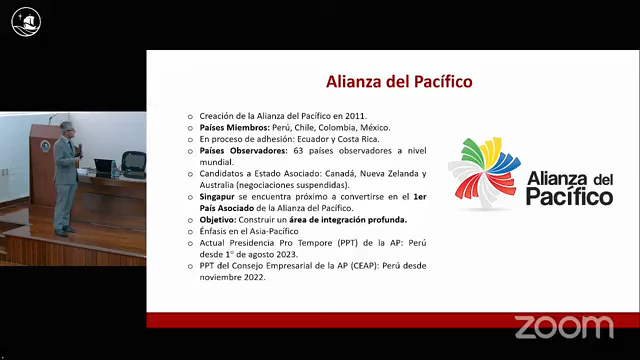 Alianza del Pacífico
o Creación de la Alianza del Pacífico en 2011.
o Países Miembros: Perú, Chile, Colombia, México.
o En proceso de adhesión: Ecuador y Costa Rica.
o Países Observadores: 63 países observadores a nivel
mundial.
o Candidatos a Estado Asociado: Canadá, Nueva Zelanda y
Australia (negociaciones suspendidas).
o Singapur se encuentra próximo a convertirse en el 1er
País Asociado de la Alianza del Pacífico.
o Objetivo: Construir un área de integración profunda.
o Énfasis en el Asia-Pacífico
o Actual Presidencia Pro Tempore (PPT) de la AP: Perú
desde 1° de agosto 2023.
o PPT del Consejo Empresarial de la AP (CEAP): Perú desde
noviembre 2022.
Alianza del
Pacífico
zoom